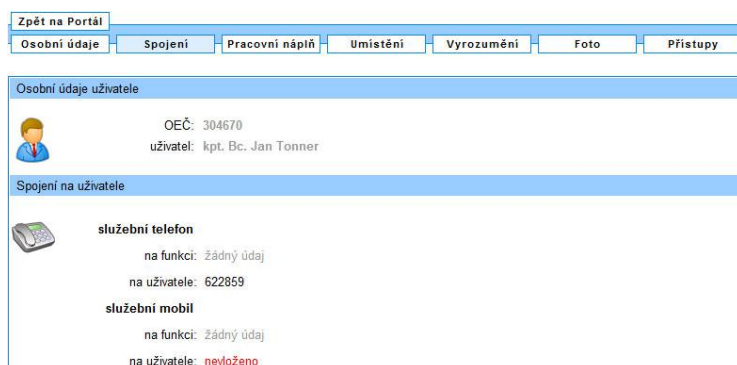 Zpět na Portál
Osobní údaje Spojení Pracovní náplň Umístění Vyrozumění Foto Přístupy
Osobní údaje uživatele
OEČ: 304670
uživatel: kpt. Bc. Jan Tonner
Spojení na uživatele
služební telefon
na funkci: žádný údaj
na uživatele: 622859
služební mobil
na funkci: žádný údaj
na uživatele: nevloženo